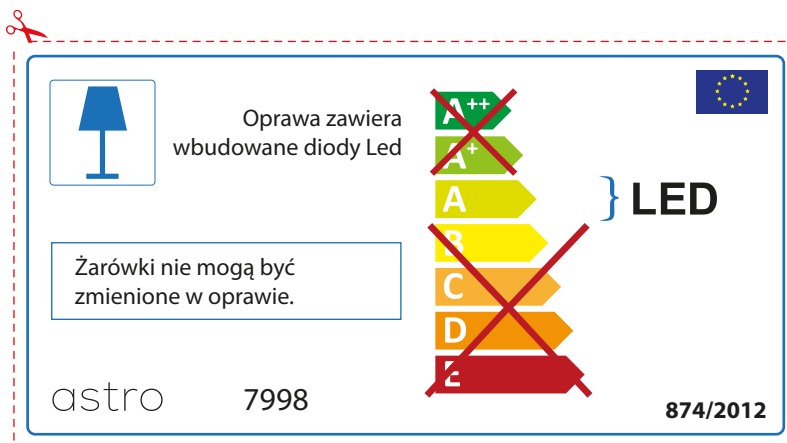 Oprawa zawiera
wbudowane diody Led
A++
A+
A
B
C
D
E
LED
Żarówki nie mogą być
zmienione w oprawie.
astro 7998
874/2012